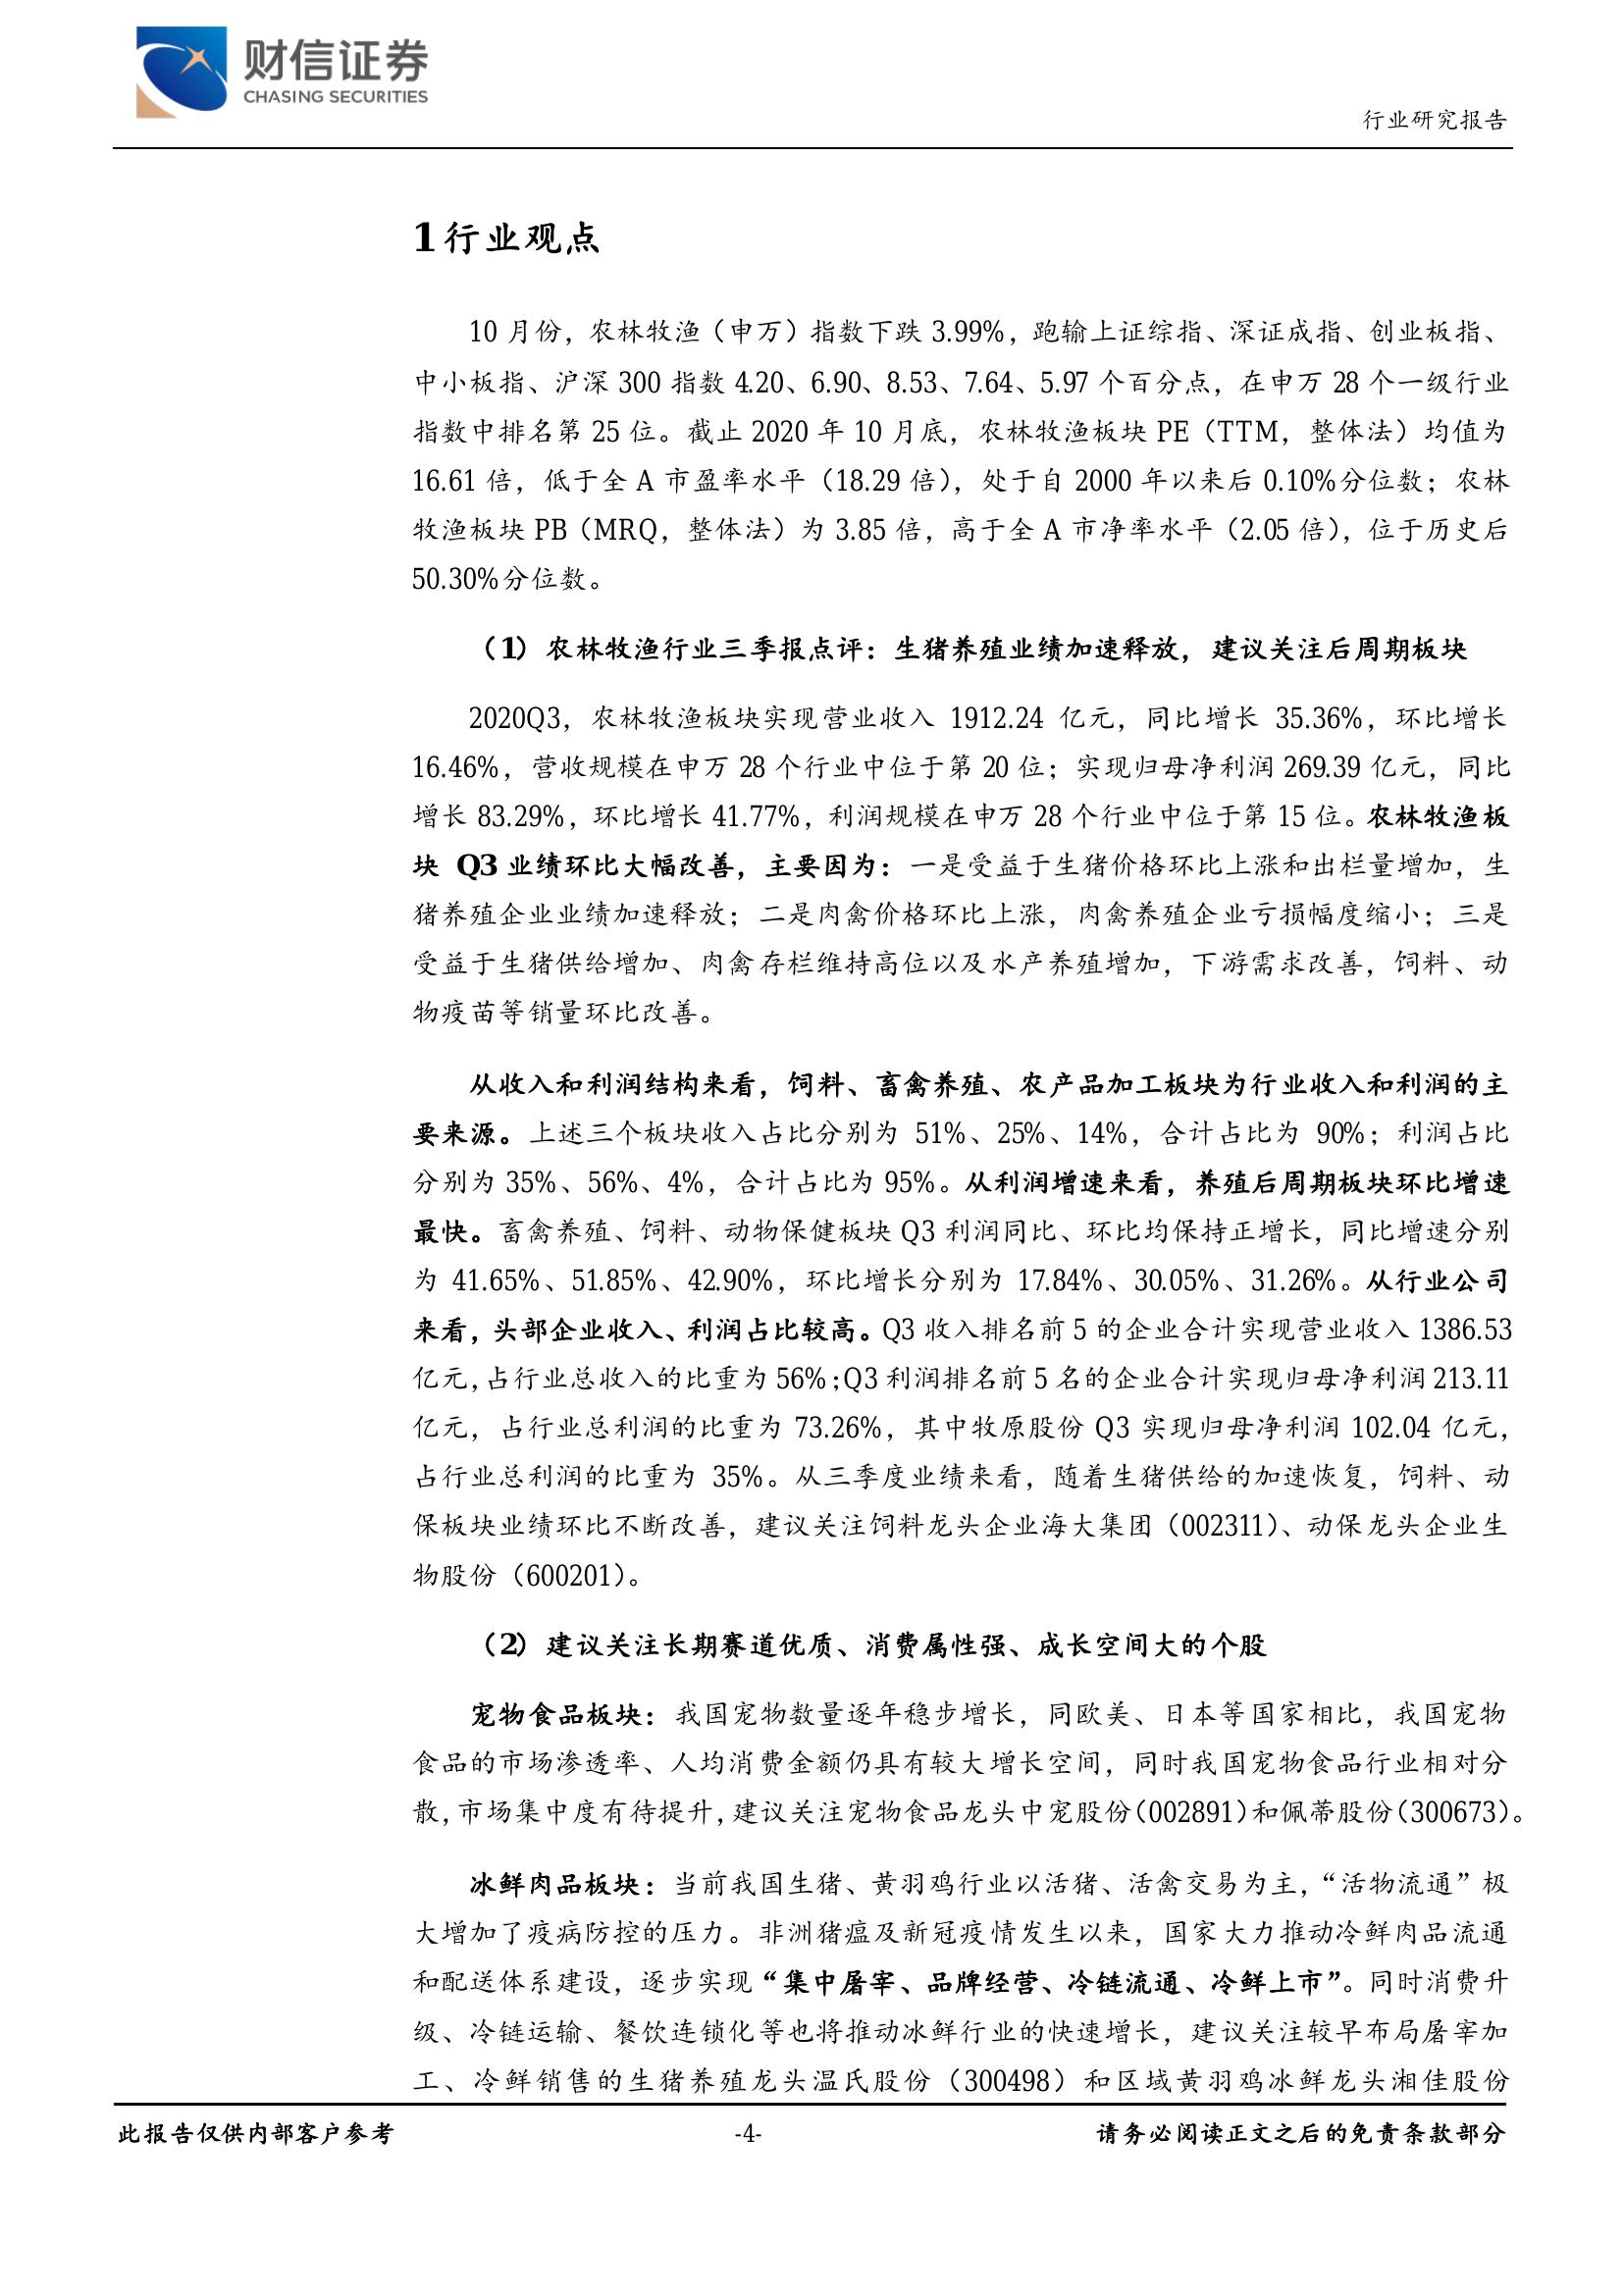 财信证券
CHASING SECURITIES
行业研究报告
1 行业观点
10 月份，农林牧渔（申万）指数下跌 3.99%，跑输上证综指、深证成指、创业板指、
中小板指、沪深 300 指数 4.20、6.90、8.53、7.64、5.97 个百分点，在申万 28 个一级行业
指数中排名第 25 位。截止 2020 年 10 月底，农林牧渔板块 PE（TTM，整体法）均值为
16.61 倍，低于全 A 市盈率水平（18.29 倍），处于自 2000 年以来后 0.10%分位数；农林
牧渔板块 PB（MRQ，整体法）为 3.85 倍，高于全 A 市净率水平（2.05 倍），位于历史后
50.30%分位数。
（1）农林牧渔行业三季报点评：生猪养殖业绩加速释放，建议关注后周期板块
2020Q3，农林牧渔板块实现营业收入 1912.24 亿元，同比增长 35.36%，环比增长
16.46%，营收规模在申万 28 个行业中位于第 20 位；实现归母净利润 269.39 亿元，同比
增长 83.29%，环比增长 41.77%，利润规模在申万 28 个行业中位于第 15 位。农林牧渔板
块 Q3 业绩环比大幅改善，主要因为：一是受益于生猪价格环比上涨和出栏量增加，生
猪养殖企业业绩加速释放；二是肉禽价格环比上涨，肉禽养殖企业亏损幅度缩小；三是
受益于生猪供给增加、肉禽存栏维持高位以及水产养殖增加，下游需求改善，饲料、动
物疫苗等销量环比改善。
从收入和利润结构来看，饲料、畜禽养殖、农产品加工板块为行业收入和利润的主
要来源。上述三个板块收入占比分别为 51%、25%、14%，合计占比为 90%；利润占比
分别为 35%、56%、4%，合计占比为 95%。从利润增速来看，养殖后周期板块环比增速
最快。畜禽养殖、饲料、动物保健板块 Q3 利润同比、环比均保持正增长，同比增速分别
为 41.65%、51.85%、42.90%，环比增长分别为 17.84%、30.05%、31.26%。从行业公司
来看，头部企业收入、利润占比较高。Q3 收入排名前 5 的企业合计实现营业收入 1386.53
亿元，占行业总收入的比重为 56%；Q3 利润排名前 5 名的企业合计实现归母净利润 213.11
亿元，占行业总利润的比重为 73.26%，其中牧原股份 Q3 实现归母净利润 102.04 亿元，
占行业总利润的比重为 35%。从三季度业绩来看，随着生猪供给的加速恢复，饲料、动
保板块业绩环比不断改善，建议关注饲料龙头企业海大集团（002311）、动保龙头企业生
物股份（600201）。
（2）建议关注长期赛道优质、消费属性强、成长空间大的个股
宠物食品板块：我国宠物数量逐年稳步增长，同欧美、日本等国家相比，我国宠物
食品的市场渗透率、人均消费金额仍具有较大增长空间，同时我国宠物食品行业相对分
散，市场集中度有待提升，建议关注宠物食品龙头中宠股份（002891）和佩蒂股份（300673）。
冰鲜肉品板块：当前我国生猪、黄羽鸡行业以活猪、活禽交易为主，“活物流通”极
大增加了疫病防控的压力。非洲猪瘟及新冠疫情发生以来，国家大力推动冷鲜肉品流通
和配送体系建设，逐步实现“集中屠宰、品牌经营、冷链流通、冷鲜上市”。同时消费升
级、冷链运输、餐饮连锁化等也将推动冰鲜行业的快速增长，建议关注较早布局屠宰加
工、冷鲜销售的生猪养殖龙头温氏股份（300498）和区域黄羽鸡冰鲜龙头湘佳股份
此报告仅供内部客户参考
-4-
请务必阅读正文之后的免责条款部分